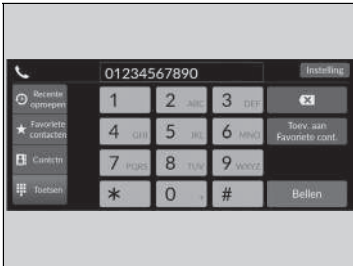 01234567890
Instelling
Recente
oproepen
1
2 ABC
3 DEF
Favoriete
contacten
4 GHI
5 JKL
6 MNO
Toev. aan
Favoriete cont.
Contctn
7 PQRS
8 TUV
9 WXYZ
Toetsen
*
0 +
#
Bellen